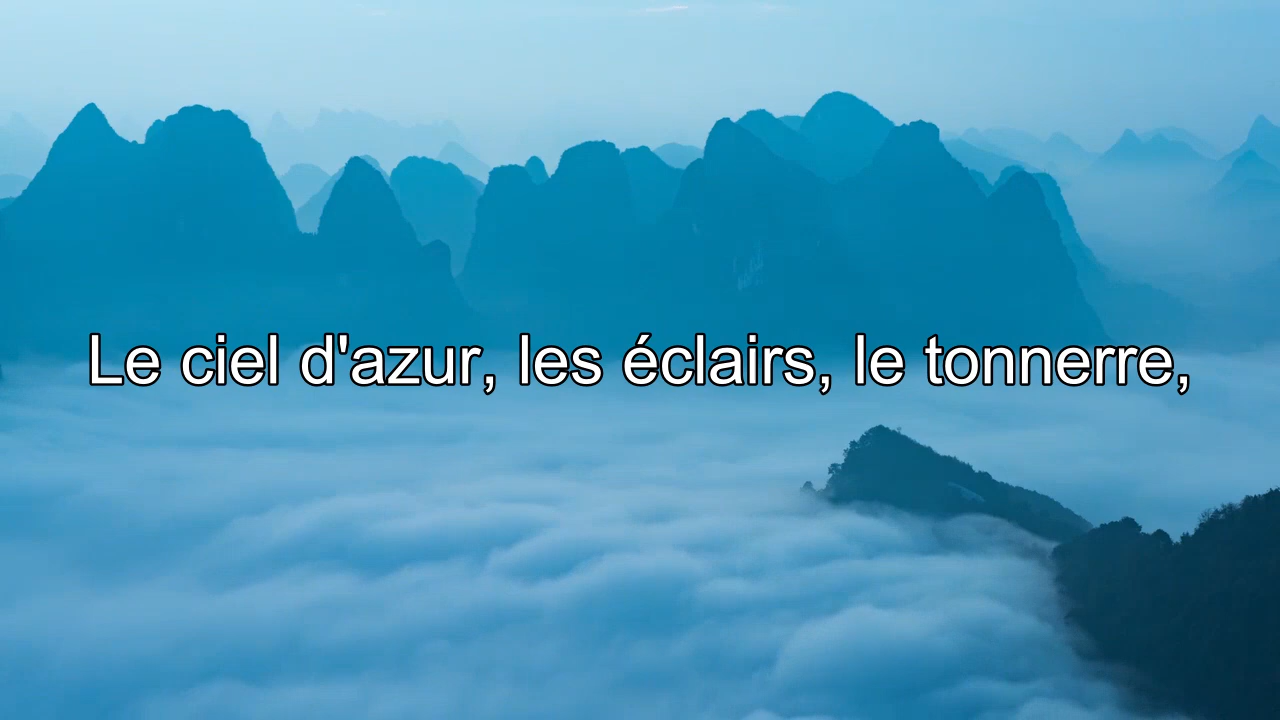 Le ciel d'azur, les éclairs, le tonnerre,